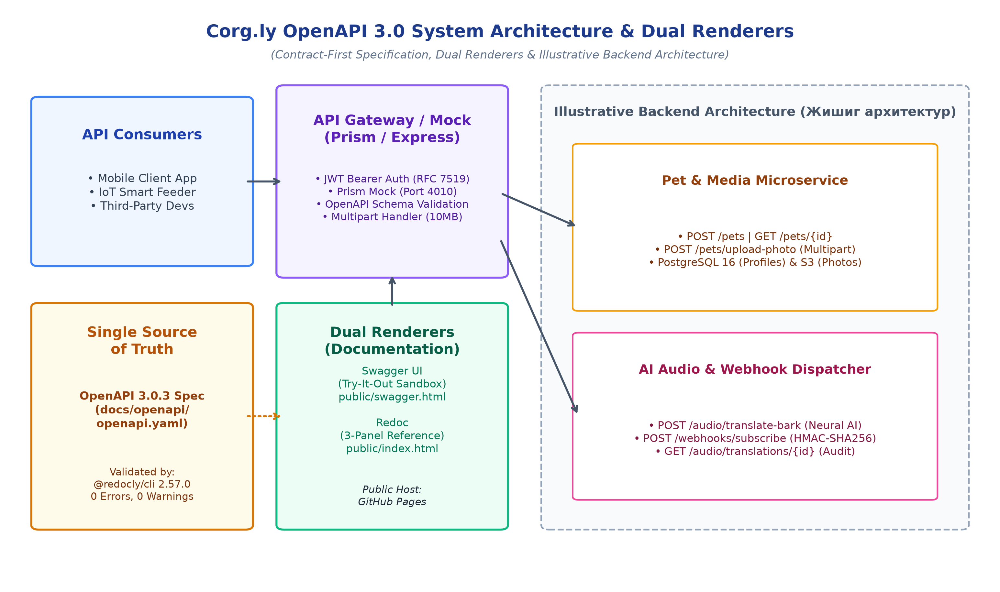 Corg.ly OpenAPI 3.0 System Architecture & Dual Renderers
(Contract-First Specification, Dual Renderers & Illustrative Backend Architecture)
API Consumers
• Mobile Client App
• IoT Smart Feeder
• Third-Party Devs
API Gateway / Mock
(Prism / Express)
• JWT Bearer Auth (RFC 7519)
• Prism Mock (Port 4010)
• OpenAPI Schema Validation
• Multipart Handler (10MB)
Illustrative Backend Architecture (Жишиг архитектур)
Pet & Media Microservice
• POST /pets | GET /pets/{id}
• POST /pets/upload-photo (Multipart)
• PostgreSQL 16 (Profiles) & S3 (Photos)
Single Source
of Truth
OpenAPI 3.0.3 Spec
(docs/openapi/
openapi.yaml)
Validated by:
@redocly/cli 2.57.0
0 Errors, 0 Warnings
Dual Renderers
(Documentation)
Swagger UI
(Try-It-Out Sandbox)
public/swagger.html
Redoc
(3-Panel Reference)
public/index.html
Public Host:
GitHub Pages
AI Audio & Webhook Dispatcher
• POST /audio/translate-bark (Neural AI)
• POST /webhooks/subscribe (HMAC-SHA256)
• GET /audio/translations/{id} (Audit)